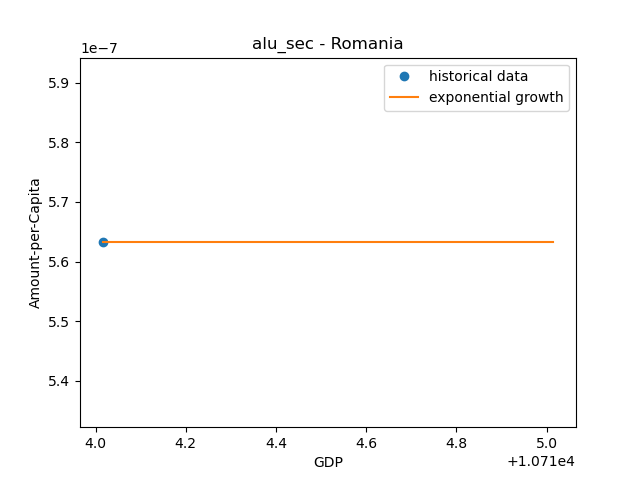 alu_sec - Romania
1e−7
historical data
exponential growth
5.9
5.8
5.7
5.6
5.5
5.4
Amount-per-Capita
4.0 4.2 4.4 4.6 4.8 5.0
GDP
+1.071e4